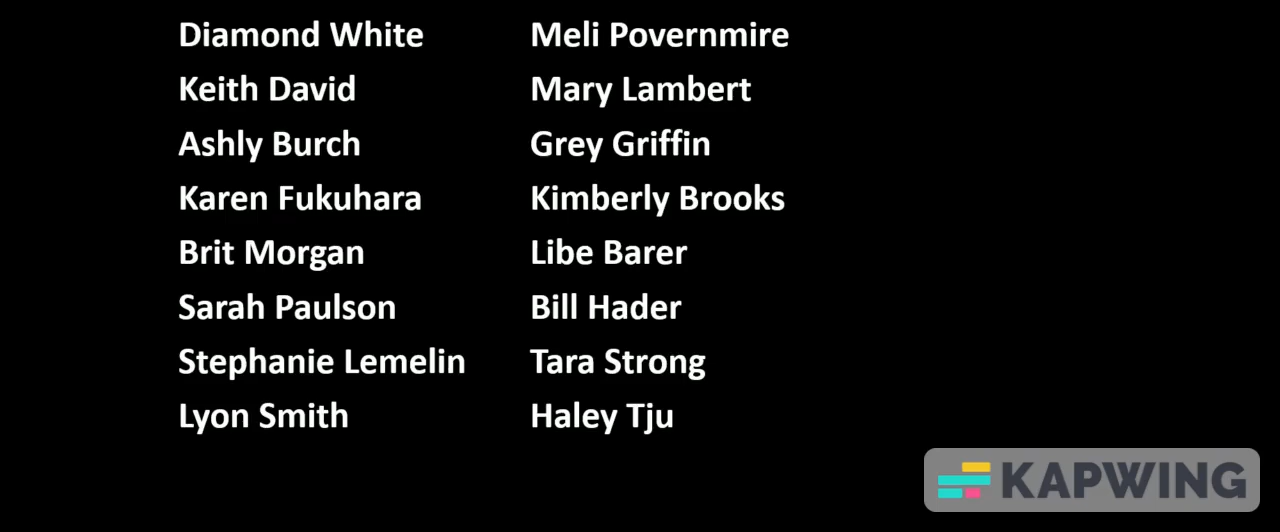 Diamond White
Keith David
Ashly Burch
Karen Fukuhara
Brit Morgan
Sarah Paulson
Stephanie Lemelin
Lyon Smith
Meli Povernmire
Mary Lambert
Grey Griffin
Kimberly Brooks
Libe Barer
Bill Hader
Tara Strong
Haley Tju
KAPWING